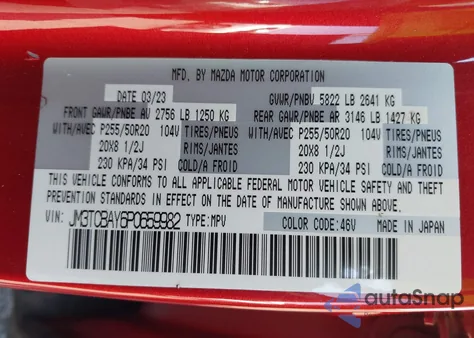 MFD. BY MAZDA MOTOR CORPORATION
DATE 03/23 GVWR/PNBV 5822 LB 2641 KG
FRONT GAWR/PNBE AV 2756 LB 1250 KG REAR GAWR/PNBE AR 3146 LB 1427 KG
WITH/AVEC P255/50R20 104V TIRES/PNEUS WITH/AVEC P255/50R20 104V TIRES/PNEUS
20X8 1/2J RIMS/JANTES 20X8 1/2J RIMS/JANTES
230 KPA/34 PSI COLD/A FROID 230 KPA/34 PSI COLD/A FROID
THIS VEHICLE CONFORMS TO ALL APPLICABLE FEDERAL MOTOR VEHICLE SAFETY AND THEFT
PREVENTION STANDARDS IN EFFECT ON THE DATE OF MANUFACTURE SHOWN ABOVE.
VIN: JM3TCBAY6P0659982 TYPE:MPV COLOR CODE:46V MADE IN JAPAN
autoSnap